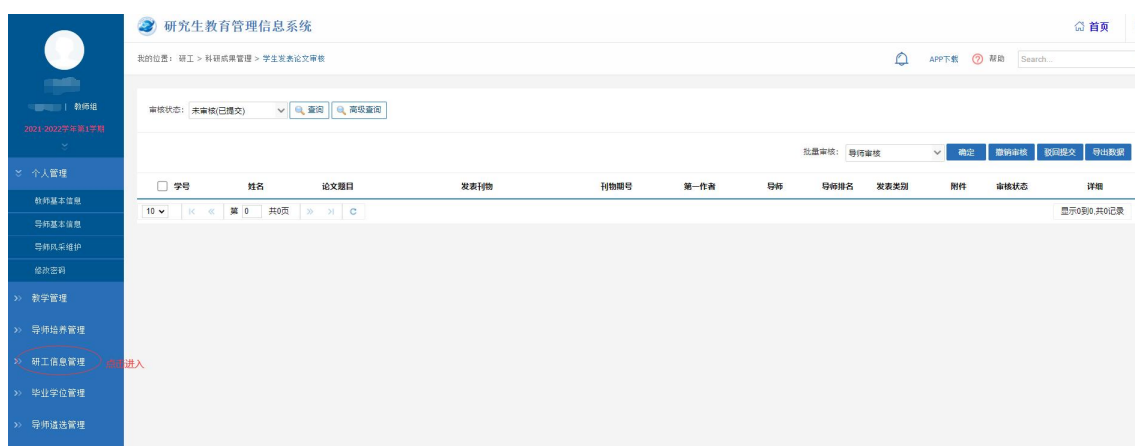 研究生教育管理信息系统
首页
我的位置: 研工 > 科研成果管理 > 学生发表论文审核
APP下载
帮助
Search...
| 教师组
2021-2022学年第1学期
审核状态: 未审核(已提交) 查询 高级查询
批量审核: 导师审核 确定 撤销审核 驳回提交 导出数据
学号 姓名 论文题目 发表刊物 刊物期号 第一作者 导师 导师排名 发表类别 附件 审核状态 详细
10 第 0 共0页 显示0到0,共0记录
个人管理
教师基本信息
导师基本信息
导师风采维护
修改密码
教学管理
导师培养管理
研工信息管理 点击进入
毕业学位管理
导师遴选管理